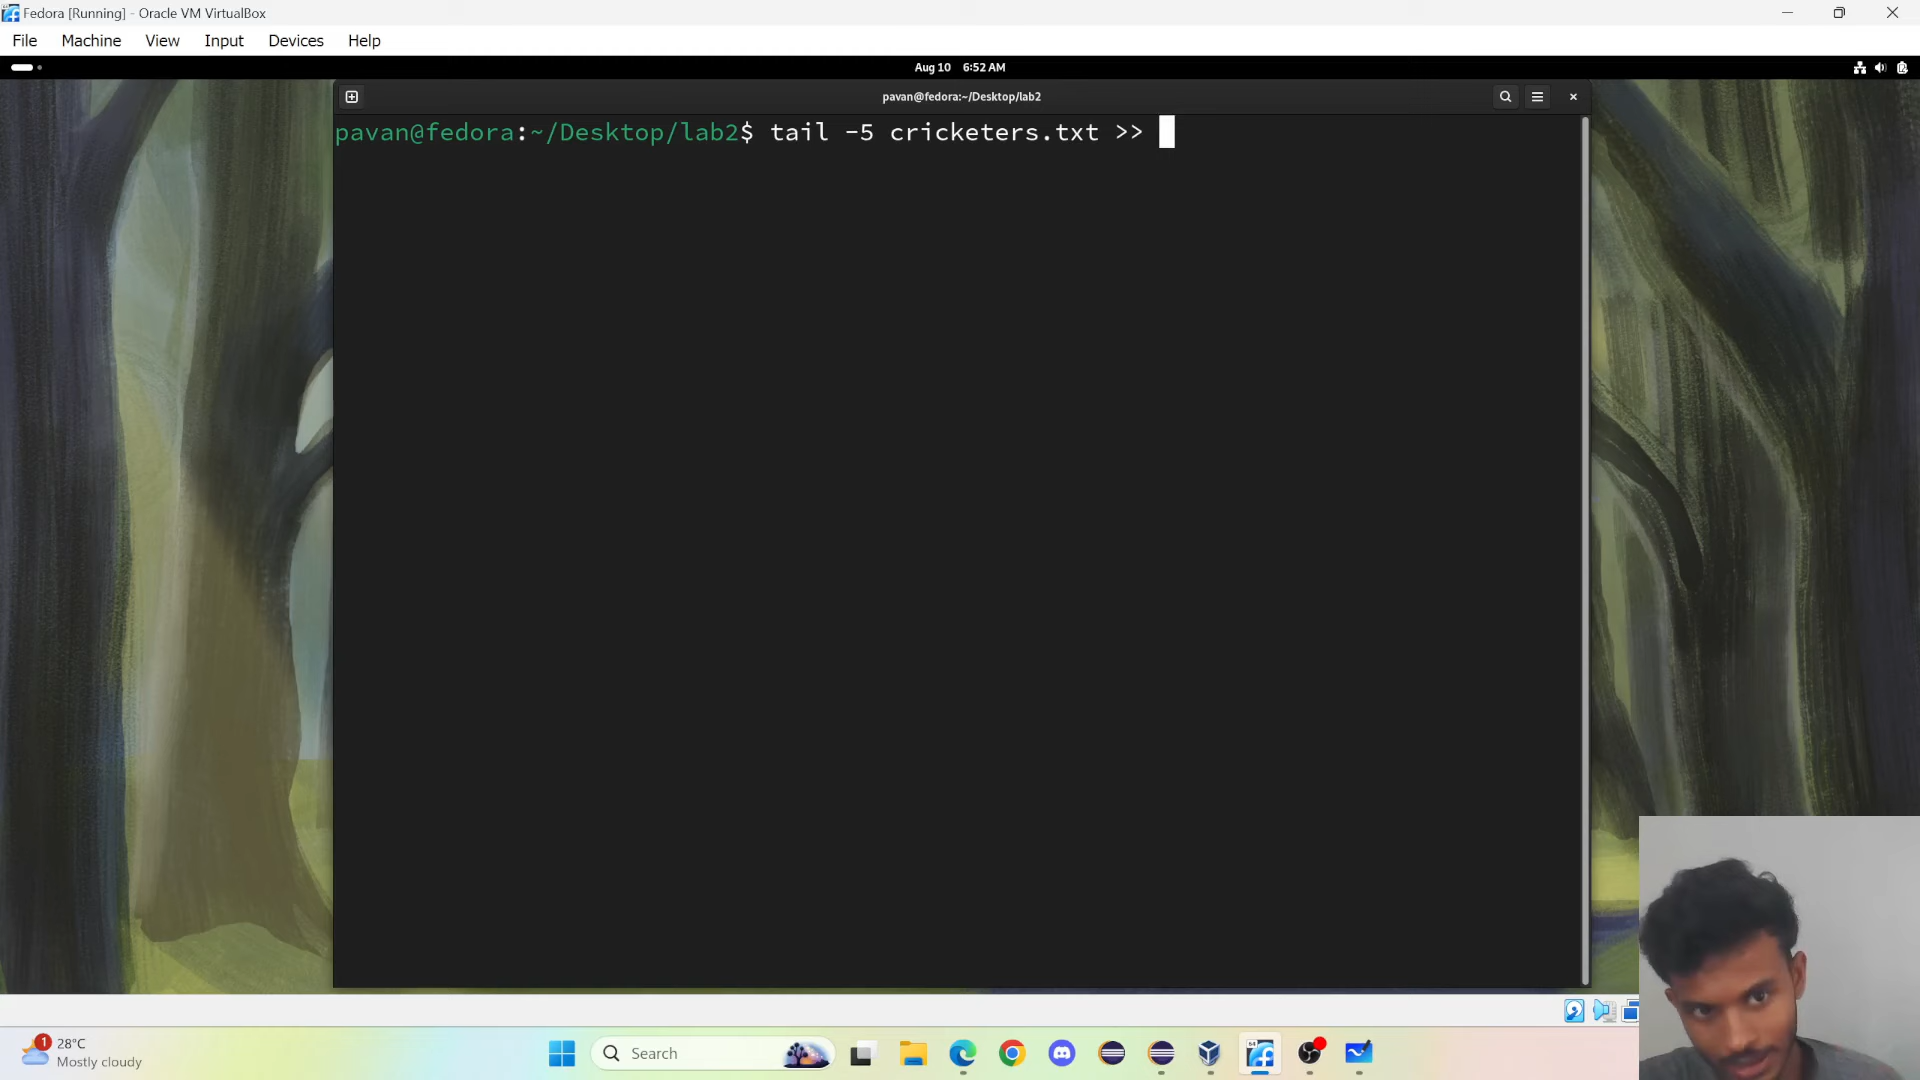 Fedora [Running] - Oracle VM VirtualBox
File Machine View Input Devices Help
Aug 10 6:52 AM
pavan@fedora:~/Desktop/lab2
pavan@fedora:~/Desktop/lab2$ tail -5 cricketers.txt >>
1
28°C
Mostly cloudy
Search